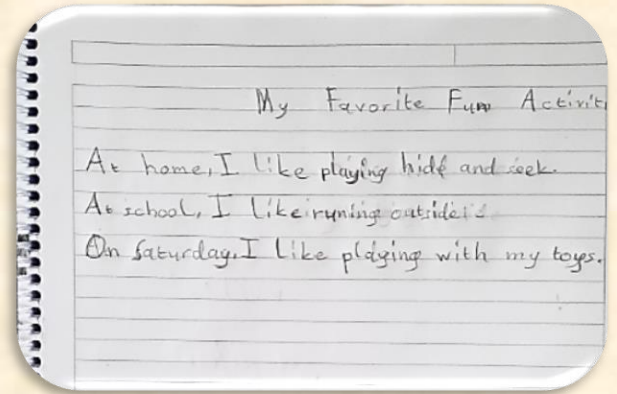 My Favorite Fun Activit
At home, I like playing hide and seek.
At school, I like runing outside
On Saturday, I like playing with my toys.